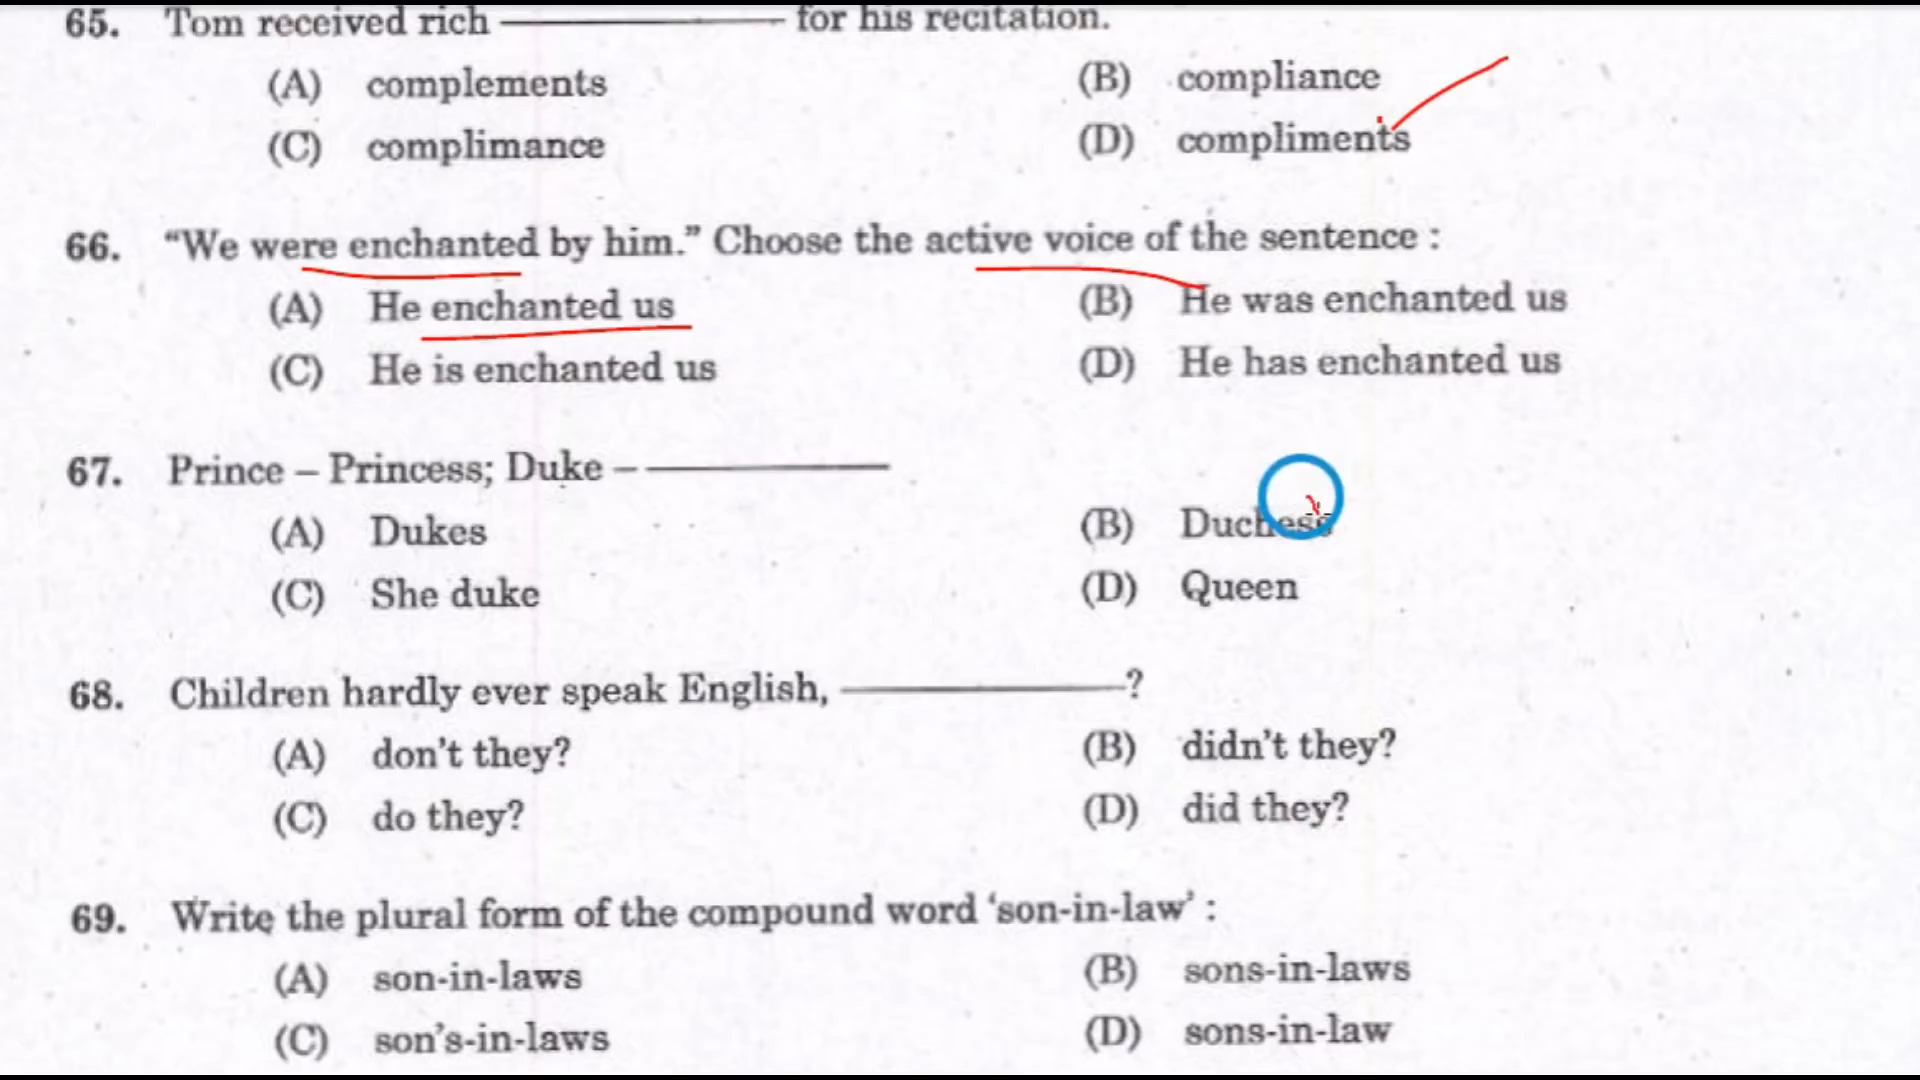 65. Tom received rich ———— for his recitation.
(A) complements (B) compliance
(C) complimance (D) compliments
66. “We were enchanted by him.” Choose the active voice of the sentence :
(A) He enchanted us (B) He was enchanted us
(C) He is enchanted us (D) He has enchanted us
67. Prince – Princess; Duke – ————
(A) Dukes (B) Duchess
(C) She duke (D) Queen
68. Children hardly ever speak English, ————?
(A) don't they? (B) didn't they?
(C) do they? (D) did they?
69. Write the plural form of the compound word ‘son-in-law’ :
(A) son-in-laws (B) sons-in-laws
(C) son's-in-laws (D) sons-in-law